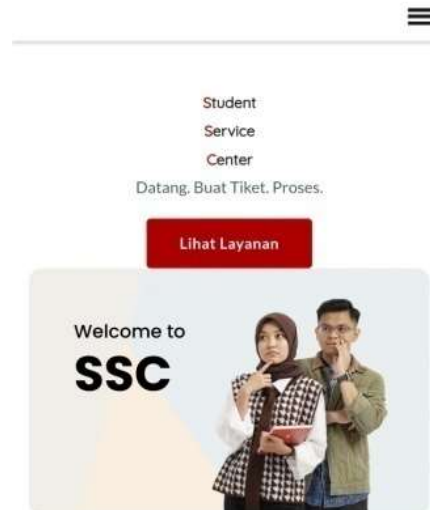 Student
Service
Center
Datang. Buat Tiket. Proses.
Lihat Layanan
Welcome to
SSC